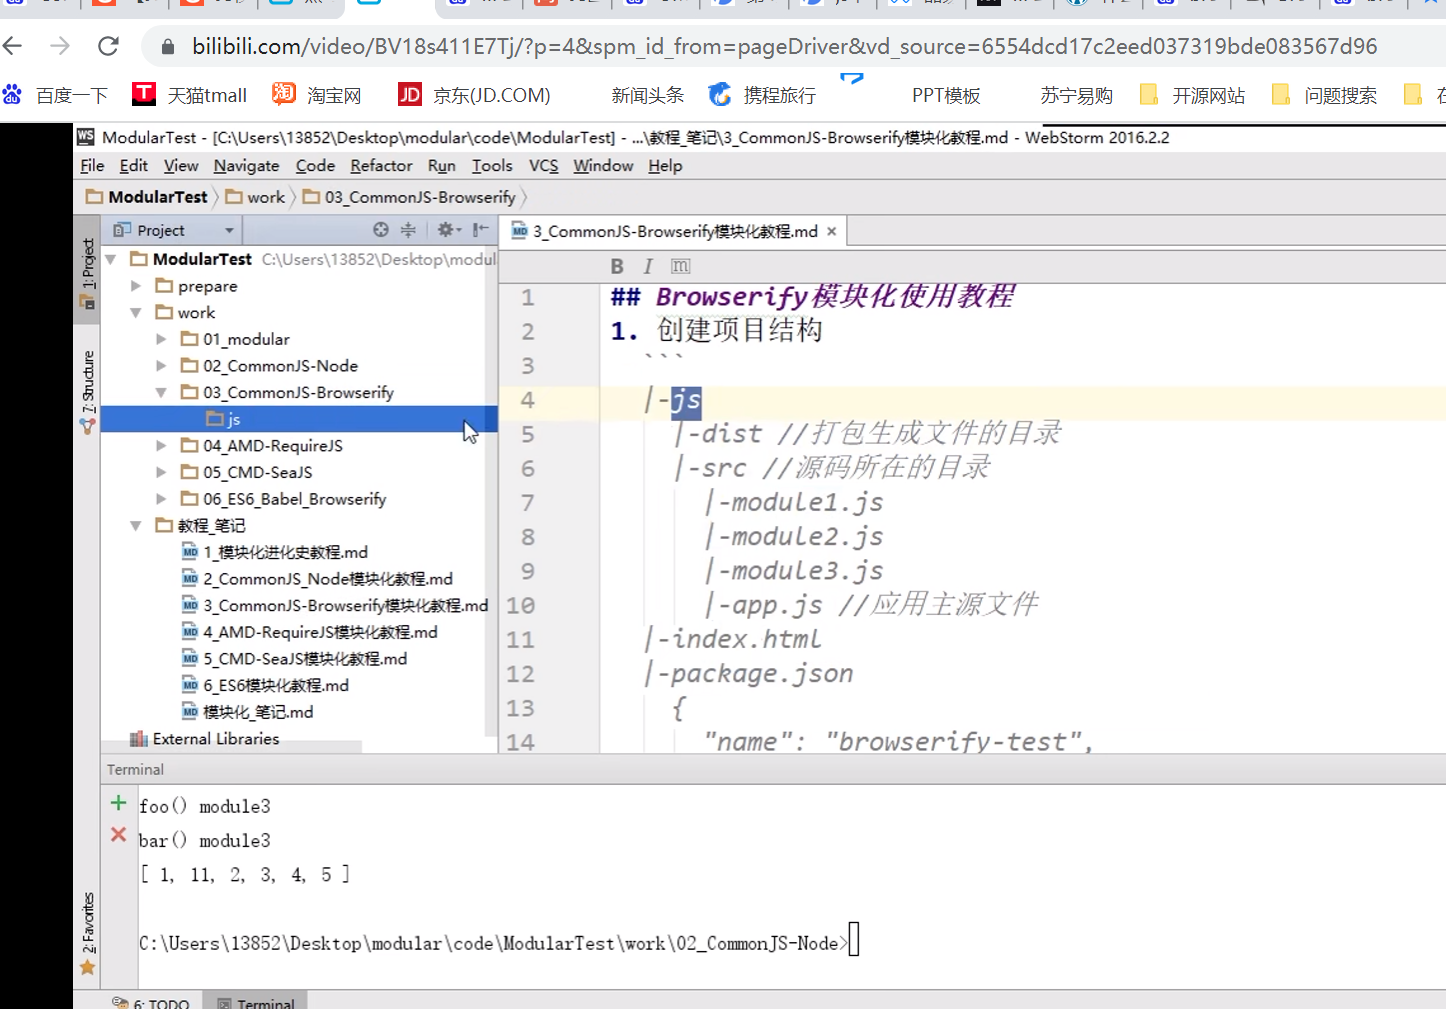 bilibili.com/video/BV18s411E7Tj/?p=4&spm_id_from=pageDriver&vd_source=6554dcd17c2eed037319bde083567d96
百度一下 天猫tmall 淘宝网 京东(JD.COM) 新闻头条 携程旅行 PPT模板 苏宁易购 开源网站 问题搜索
ModularTest - [C:\Users\13852\Desktop\modular\code\ModularTest] - ...\教程_笔记\3_CommonJS-Browserify模块化教程.md - WebStorm 2016.2.2
File Edit View Navigate Code Refactor Run Tools VCS Window Help
ModularTest work 03_CommonJS-Browserify
Project
3_CommonJS-Browserify模块化教程.md
1: Project
7: Structure
2: Favorites
ModularTest C:\Users\13852\Desktop\modul
prepare
work
01_modular
02_CommonJS-Node
03_CommonJS-Browserify
js
04_AMD-RequireJS
05_CMD-SeaJS
06_ES6_Babel_Browserify
教程_笔记
1_模块化进化史教程.md
2_CommonJS_Node模块化教程.md
3_CommonJS-Browserify模块化教程.md
4_AMD-RequireJS模块化教程.md
5_CMD-SeaJS模块化教程.md
6_ES6模块化教程.md
模块化_笔记.md
External Libraries
B I m
1 ## Browserify模块化使用教程
2 1. 创建项目结构
3 ```
4 |-js
5 |-dist //打包生成文件的目录
6 |-src //源码所在的目录
7 |-module1.js
8 |-module2.js
9 |-module3.js
10 |-app.js //应用主源文件
11 |-index.html
12 |-package.json
13 {
14 "name": "browserify-test",
Terminal
foo() module3
bar() module3
[ 1, 11, 2, 3, 4, 5 ]
C:\Users\13852\Desktop\modular\code\ModularTest\work\02_CommonJS-Node>
6: TODO Terminal